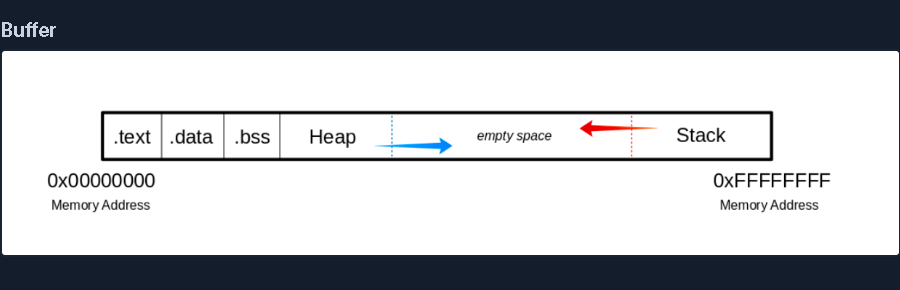 Buffer
.text .data .bss Heap empty space Stack
0x00000000 0xFFFFFFFF
Memory Address Memory Address